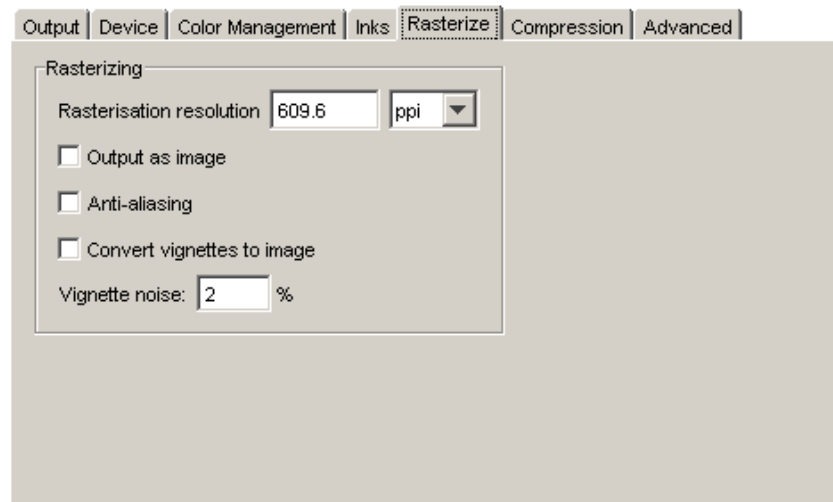 Output Device Color Management Inks Rasterize Compression Advanced
Rasterizing
Rasterisation resolution 609.6 ppi
Output as image
Anti-aliasing
Convert vignettes to image
Vignette noise: 2 %